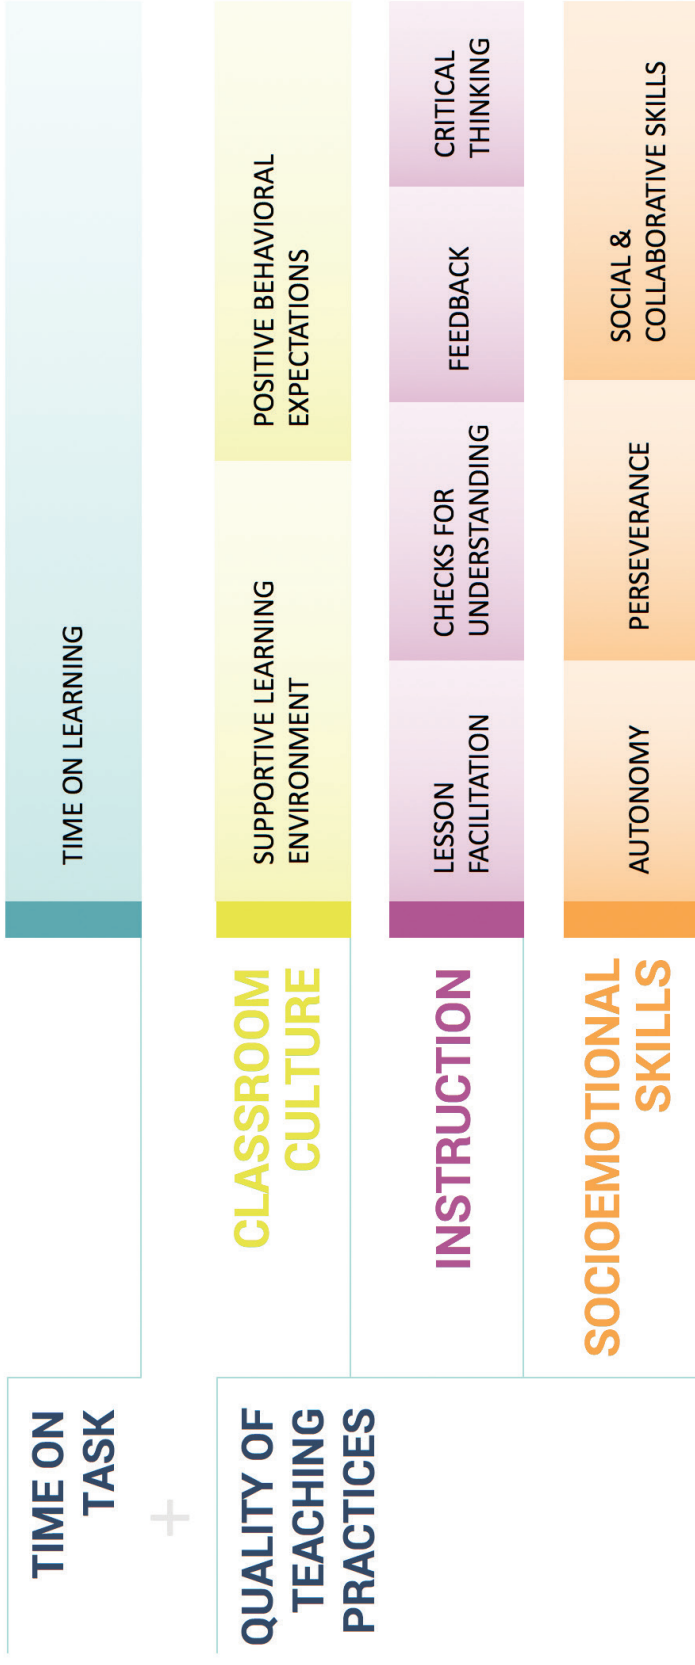 TIME ON
TASK
TIME ON LEARNING
+
QUALITY OF
TEACHING
PRACTICES
CLASSROOM
CULTURE
SUPPORTIVE LEARNING
ENVIRONMENT
POSITIVE BEHAVIORAL
EXPECTATIONS
INSTRUCTION
LESSON
FACILITATION
CHECKS FOR
UNDERSTANDING
FEEDBACK
CRITICAL
THINKING
SOCIOEMOTIONAL
SKILLS
AUTONOMY
PERSEVERANCE
SOCIAL &
COLLABORATIVE SKILLS